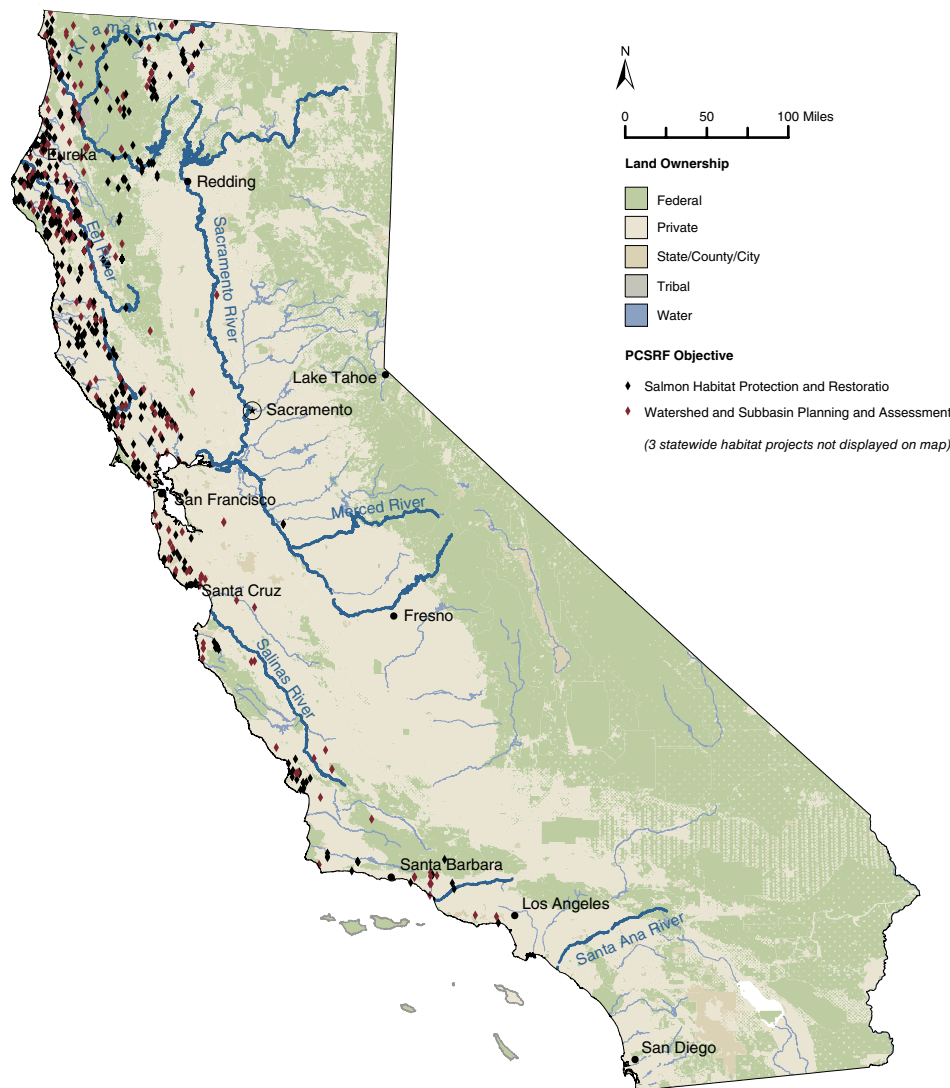 Klamath
N
0 50 100 Miles
Land Ownership
Federal
Private
State/County/City
Tribal
Water
PCSRF Objective
Salmon Habitat Protection and Restoratio
Watershed and Subbasin Planning and Assessment
(3 statewide habitat projects not displayed on map)
Eureka
Redding
Eel River
Sacramento River
Lake Tahoe
Sacramento
San Francisco
Merced River
Santa Cruz
Fresno
Salinas River
Santa Barbara
Los Angeles
Santa Ana River
San Diego